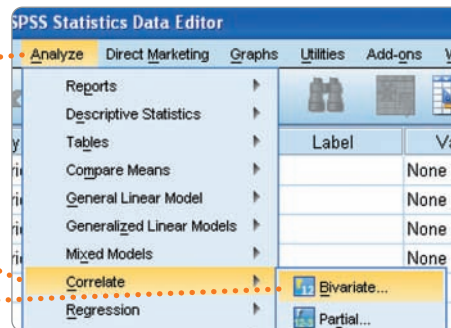 SPSS Statistics Data Editor
Analyze Direct Marketing Graphs Utilities Add-ons
Reports
Descriptive Statistics
Tables
Compare Means
General Linear Model
Generalized Linear Models
Mixed Models
Correlate
Regression
Label
None
None
None
None
Bivariate...
Partial...